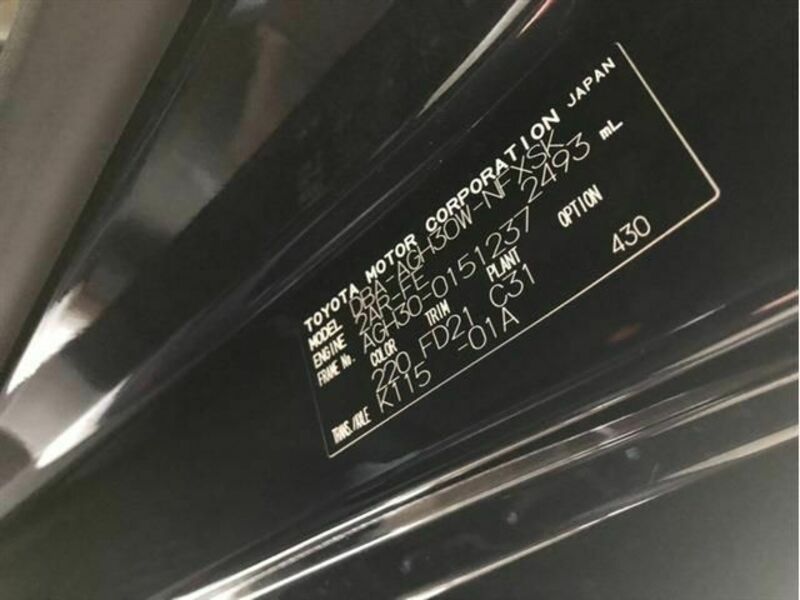 TOYOTA MOTOR CORPORATION JAPAN
MODEL DBA-AGH30W-NFXSK
ENGINE 2AR-FE 2493 mL
FRAME No. AGH30-0151237
COLOR TRIM PLANT OPTION
220 FD21 C31 430
TRANS./AXLE K115 -01A